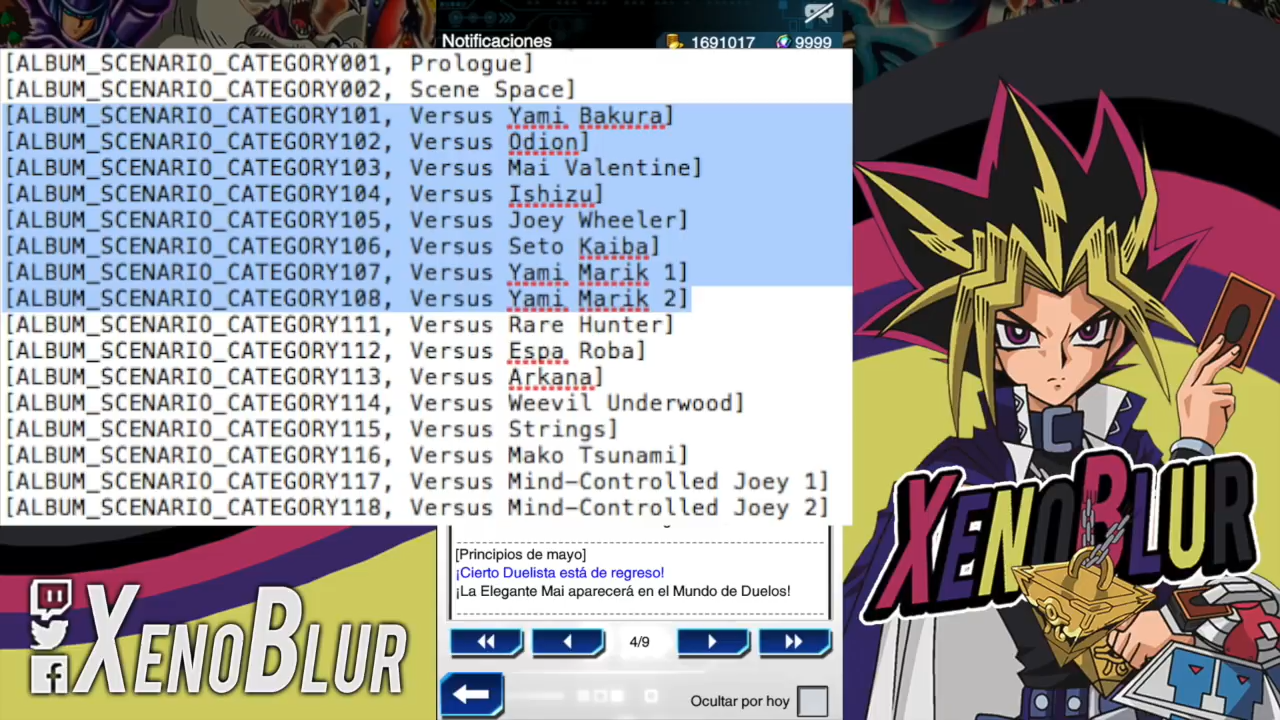 Notificaciones
1691017
9999
[ALBUM_SCENARIO_CATEGORY001, Prologue]
[ALBUM_SCENARIO_CATEGORY002, Scene Space]
[ALBUM_SCENARIO_CATEGORY101, Versus Yami Bakura]
[ALBUM_SCENARIO_CATEGORY102, Versus Odion]
[ALBUM_SCENARIO_CATEGORY103, Versus Mai Valentine]
[ALBUM_SCENARIO_CATEGORY104, Versus Ishizu]
[ALBUM_SCENARIO_CATEGORY105, Versus Joey Wheeler]
[ALBUM_SCENARIO_CATEGORY106, Versus Seto Kaiba]
[ALBUM_SCENARIO_CATEGORY107, Versus Yami Marik 1]
[ALBUM_SCENARIO_CATEGORY108, Versus Yami Marik 2]
[ALBUM_SCENARIO_CATEGORY111, Versus Rare Hunter]
[ALBUM_SCENARIO_CATEGORY112, Versus Espa Roba]
[ALBUM_SCENARIO_CATEGORY113, Versus Arkana]
[ALBUM_SCENARIO_CATEGORY114, Versus Weevil Underwood]
[ALBUM_SCENARIO_CATEGORY115, Versus Strings]
[ALBUM_SCENARIO_CATEGORY116, Versus Mako Tsunami]
[ALBUM_SCENARIO_CATEGORY117, Versus Mind-Controlled Joey 1]
[ALBUM_SCENARIO_CATEGORY118, Versus Mind-Controlled Joey 2]
[Principios de mayo]
¡Cierto Duelista está de regreso!
¡La Elegante Mai aparecerá en el Mundo de Duelos!
4/9
Ocultar por hoy
XENOBLUR
XENOBLUR